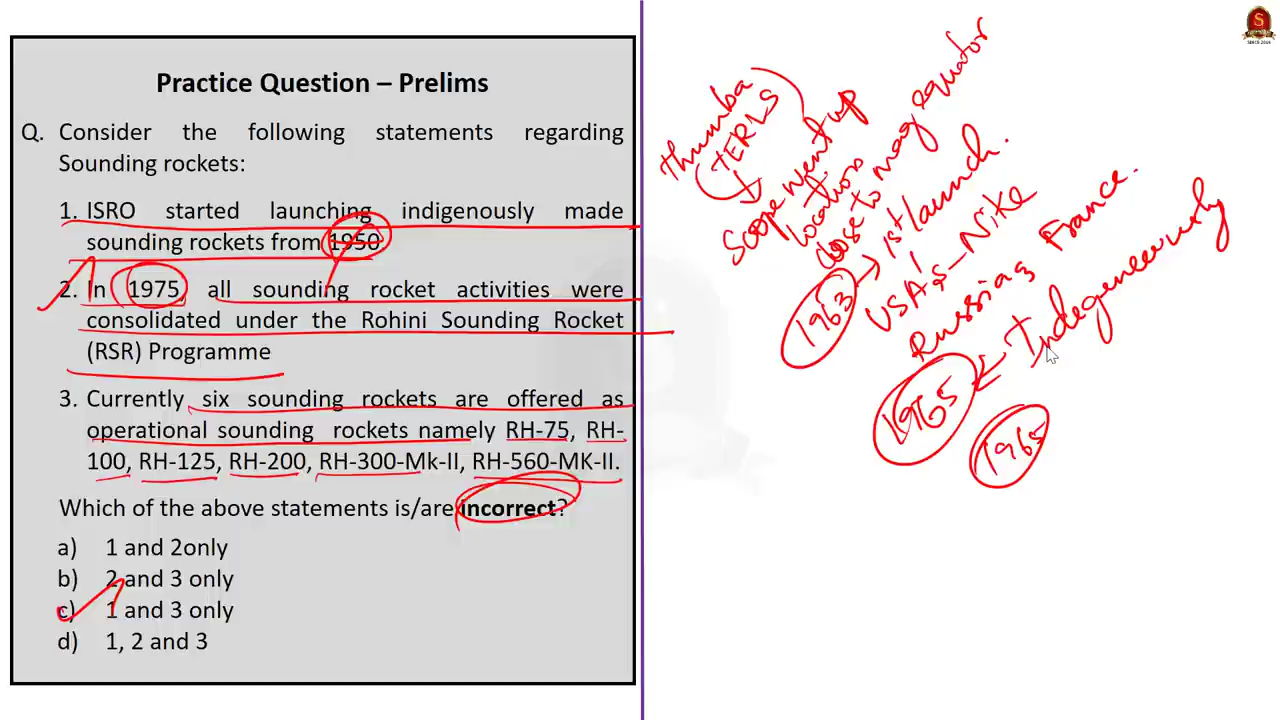 Practice Question – Prelims
Q. Consider the following statements regarding
Sounding rockets:
1. ISRO started launching indigenously made
sounding rockets from 1950
2. In 1975, all sounding rocket activities were
consolidated under the Rohini Sounding Rocket
(RSR) Programme
3. Currently six sounding rockets are offered as
operational sounding rockets namely RH-75, RH-
100, RH-125, RH-200, RH-300-Mk-II, RH-560-MK-II.
Which of the above statements is/are incorrect?
a) 1 and 2only
b) 2 and 3 only
c) 1 and 3 only
d) 1, 2 and 3
Thumba
TERLS
Scope went up
location
close to mag equator
1963 → 1st launch.
USA's – Nike
Russia & France.
1965 ← Indegeneously
1965
S